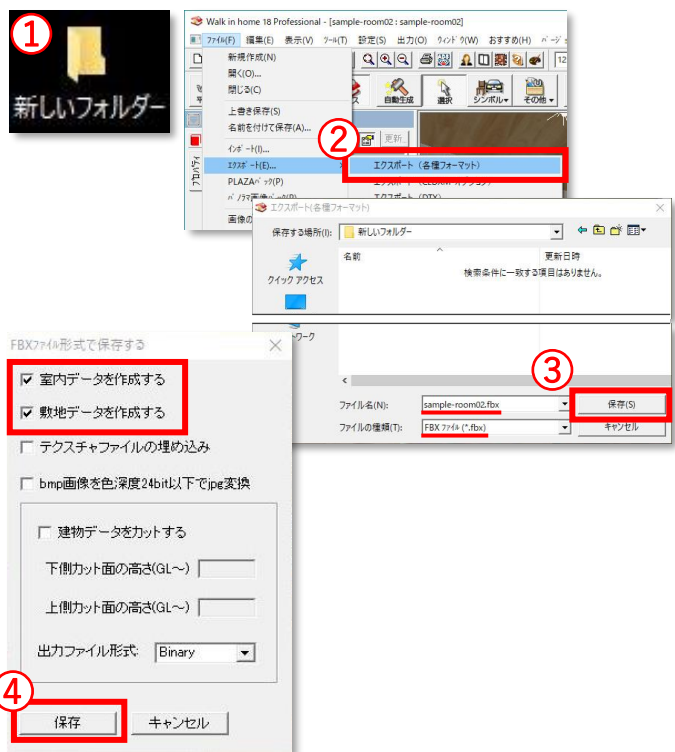 ①
新しいフォルダー
Walk in home 18 Professional - [sample-room02 : sample-room02]
ファイル(F) 編集(E) 表示(V) ツール(T) 設定(S) 出力(O) ウィンドウ(W) おすすめ(H)
新規作成(N)
開く(O)...
閉じる(C)
上書き保存(S)
名前を付けて保存(A)...
インポート(I)...
エクスポート(E)...
PLAZAパック(P)
画像の
自動生成
選択
シンボル
その他
プロパティ
更新
②
エクスポート (各種フォーマット)
エクスポート(各種フォーマット)
保存する場所(I):
新しいフォルダー
クイック アクセス
名前
更新日時
検索条件に一致する項目はありません。
ワーク
③
ファイル名(N):
sample-room02.fbx
保存(S)
ファイルの種類(T):
FBX ファイル (*.fbx)
キャンセル
FBXファイル形式で保存する
室内データを作成する
敷地データを作成する
テクスチャファイルの埋め込み
bmp画像を色深度24bit以下でjpg変換
建物データをカットする
下側カット面の高さ(GL～)
上側カット面の高さ(GL～)
出力ファイル形式:
Binary
④
保存
キャンセル